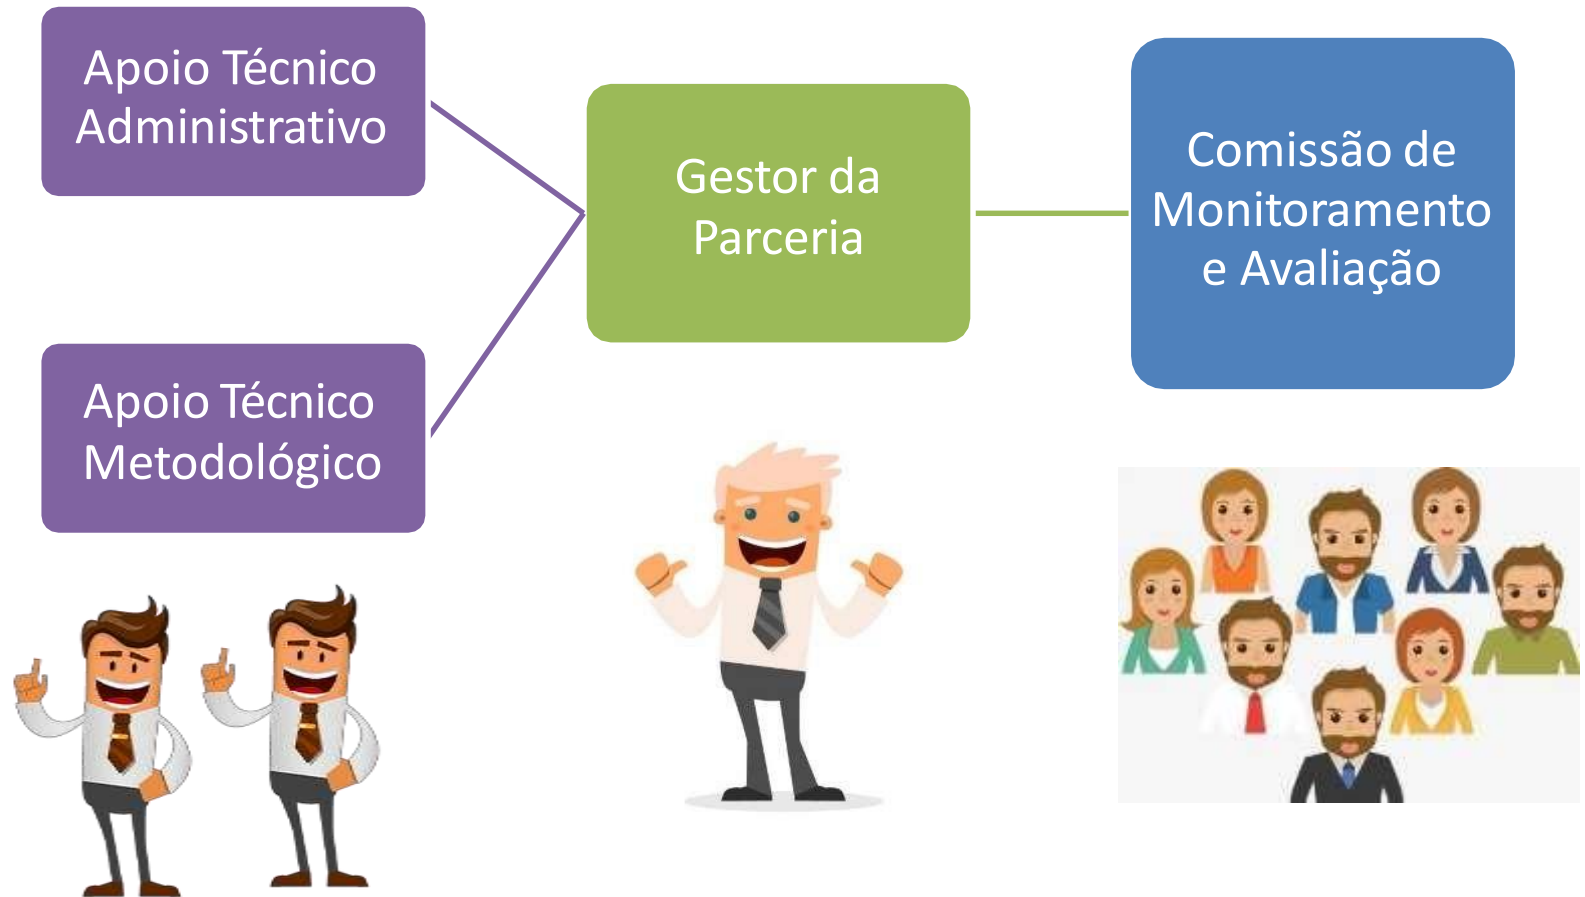 Apoio Técnico
Administrativo
Apoio Técnico
Metodológico
Gestor da
Parceria
Comissão de
Monitoramento
e Avaliação